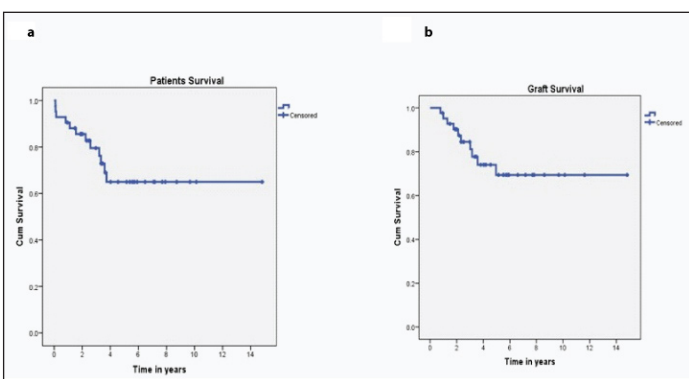 a
Patients Survival
1.0
0.8
0.6
0.4
0.2
0.0
Cum Survival
0 2 4 6 8 10 12 14
Time in years
Censored
b
Graft Survival
1.0
0.8
0.6
0.4
0.2
0.0
Cum Survival
0 2 4 6 8 10 12 14
Time in years
Censored